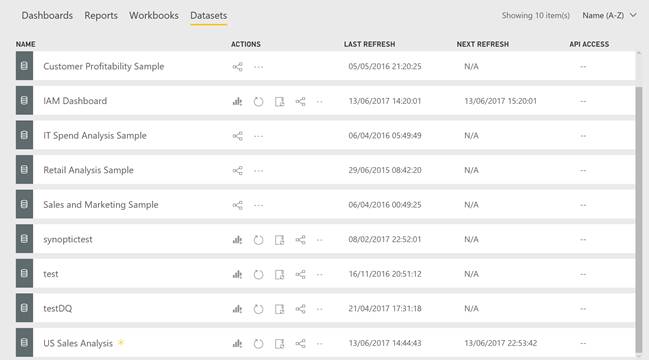 Dashboards Reports Workbooks Datasets Showing 10 item(s) Name (A-Z)
NAME ACTIONS LAST REFRESH NEXT REFRESH API ACCESS
Customer Profitability Sample 05/05/2016 21:20:25 N/A --
IAM Dashboard 13/06/2017 14:20:01 13/06/2017 15:20:01 --
IT Spend Analysis Sample 06/04/2016 05:49:49 N/A --
Retail Analysis Sample 29/06/2015 08:42:20 N/A --
Sales and Marketing Sample 06/04/2016 00:49:25 N/A --
synoptictest 08/02/2017 22:52:01 N/A --
test 16/11/2016 20:51:12 N/A --
testDQ 21/04/2017 17:31:18 N/A --
US Sales Analysis 13/06/2017 14:44:43 13/06/2017 22:53:42 --